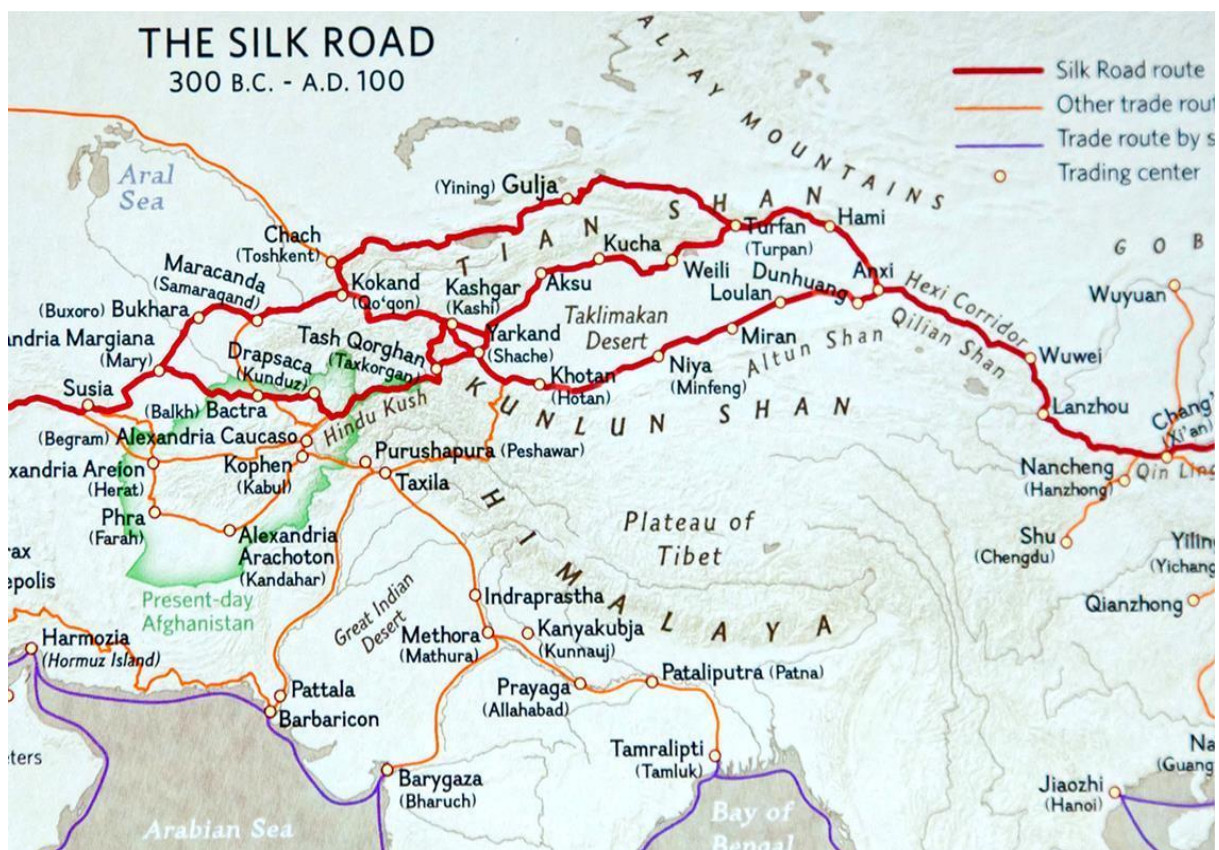 THE SILK ROAD
300 B.C. - A.D. 100
Silk Road route
Other trade rout
Trade route by s
Trading center
ALTAY MOUNTAINS
Aral
Sea
(Yining) Gulja
TIAN SHAN
Hami
Turfan
(Turpan)
GOB
Chach
(Toshkent)
Kucha
Weili
Maracanda
(Samaraqand)
Kokand
(Qo‘qon)
Kashgar
(Kashi)
Aksu
Dunhuang
Loulan
Anxi
Hexi Corridor
Wuyuan
(Buxoro) Bukhara
Taklimakan
Desert
Miran
Qilian Shan
andria Margiana
(Mary)
Drapsaca
(Kunduz)
Tash Qorghan
(Taxkorgan)
Yarkand
(Shache)
Altun Shan
Niya
(Minfeng)
Wuwei
Susia
(Balkh) Bactra
Khotan
(Hotan)
KUNLUN SHAN
Lanzhou
Hindu Kush
(Begram) Alexandria Caucaso
Chang'
(Xi'an)
Purushapura (Peshawar)
xandria Areion
(Herat)
Kophen
(Kabul)
Taxila
Nancheng
(Hanzhong)
Qin Ling
Phra
(Farah)
Alexandria
Arachoton
(Kandahar)
HIMALAYA
Plateau of
Tibet
Shu
(Chengdu)
Yilin
(Yichang
rax
epolis
Present-day
Afghanistan
Great Indian
Desert
Indraprastha
Qianzhong
Harmozia
(Hormuz Island)
Methora
(Mathura)
Kanyakubja
(Kunnauj)
Pattala
Barbaricon
Prayaga
(Allahabad)
Pataliputra (Patna)
eters
Barygaza
(Bharuch)
Tamralipti
(Tamluk)
Na
(Guang
Jiaozhi
(Hanoi)
Arabian Sea
Bay of
Bengal